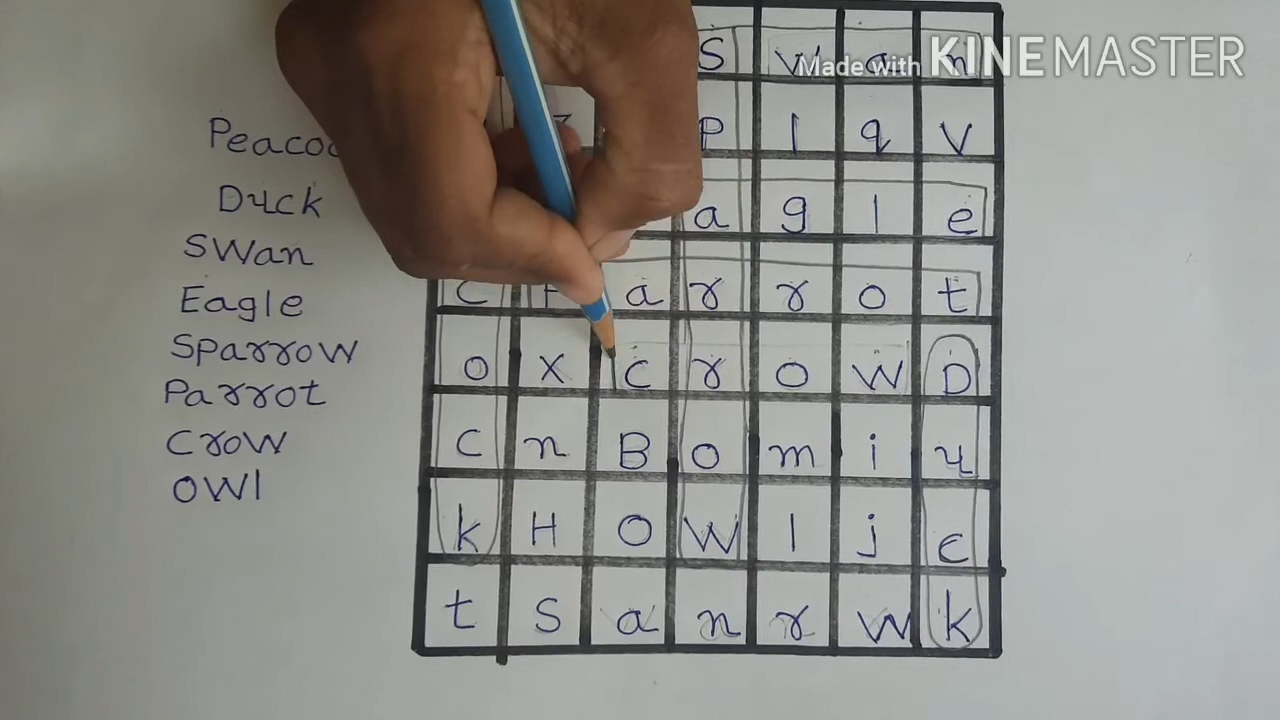 Made with KINEMASTER
Peaco
Duck
Swan
Eagle
Sparrow
Parrot
Crow
Owl
S w a n
P l q v
a g l e
C P a r r o t
o x c r o w D
C n B o m i u
k H O W l j c
t S a n r w k